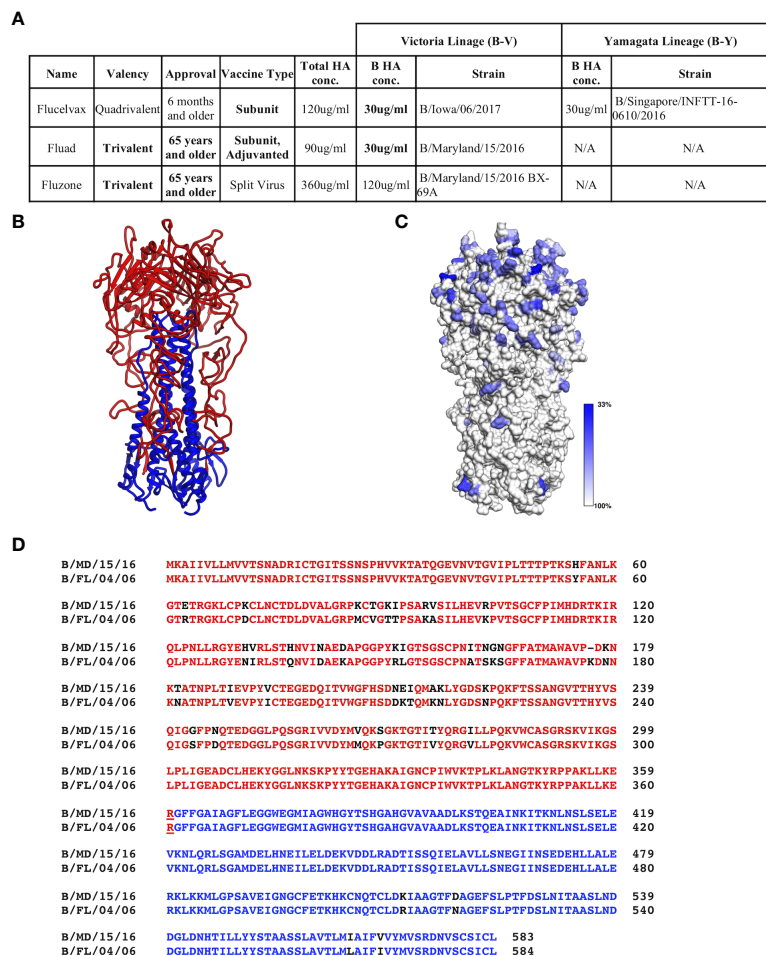 A
Victoria Linage (B-V) Yamagata Lineage (B-Y)
Name Valency Approval Vaccine Type Total HA conc. B HA conc. Strain B HA conc. Strain
Flucelvax Quadrivalent 6 months and older Subunit 120ug/ml 30ug/ml B/Iowa/06/2017 30ug/ml B/Singapore/INFTT-16-0610/2016
Fluad Trivalent 65 years and older Subunit, Adjuvanted 90ug/ml 30ug/ml B/Maryland/15/2016 N/A N/A
Fluzone Trivalent 65 years and older Split Virus 360ug/ml 120ug/ml B/Maryland/15/2016 BX-69A N/A N/A
B
C
33%
100%
D
B/MD/15/16 MKAIIVLLMVVTSNADRICTGITSSNSPHVVKTATQGEVNVTGVIPLTTTPTKSHFANLK 60
B/FL/04/06 MKAIIVLLMVVTSNADRICTGITSSNSPHVVKTATQGEVNVTGVIPLTTTPTKSYFANLK 60
B/MD/15/16 GTETRGKLCPKCLNCTDLDVALGRPKCTGKIPSARVSILHEVRPVTSGCFPIMHDRTKIR 120
B/FL/04/06 GTRTRGKLCPDCLNCTDLDVALGRPMCVGTTPSAKASILHEVKPVTSGCFPIMHDRTKIR 120
B/MD/15/16 QLPNLLRGYEHVRLSTHNVINAEDAPGGPYKIGTSGSCPNITNGNGFFATMAWAVP-DKN 179
B/FL/04/06 QLPNLLRGYENIRLSTQNVIDAEKAPGGPYRLGTSGSCPNATSKSGFFATMAWAVPKDNN 180
B/MD/15/16 KTATNPLTIEVPYVCTEGEDQITVWGFHSDNEIQMAKLYGDSKPQKFTSSANGVTTHYVS 239
B/FL/04/06 KNATNPLTVEVPYICTEGEDQITVWGFHSDDKTQMKNLYGDSNPQKFTSSANGVTTHYVS 240
B/MD/15/16 QIGGFPNQTEDGGLPQSGRIVVDYMVQKSGKTGTITYQRGILLPQKVWCASGRSKVIKGS 299
B/FL/04/06 QIGSFPDQTEDGGLPQSGRIVVDYMMQKPGKTGTIVYQRGVLLPQKVWCASGRSKVIKGS 300
B/MD/15/16 LPLIGEADCLHEKYGGLNKSKPYYTGEHAKAIGNCPIWVKTPLKLANGTKYRPPAKLLKE 359
B/FL/04/06 LPLIGEADCLHEKYGGLNKSKPYYTGEHAKAIGNCPIWVKTPLKLANGTKYRPPAKLLKE 360
B/MD/15/16 RGFFGAIAGFLEGGWEGMIAGWHGYTSHGAHGVAVAADLKSTQEAINKITKNLNSLSELE 419
B/FL/04/06 RGFFGAIAGFLEGGWEGMIAGWHGYTSHGAHGVAVAADLKSTQEAINKITKNLNSLSELE 420
B/MD/15/16 VKNLQRLSGAMDELHNEILELDEKVDDLRADTISSQIELAVLLSNEGIINSEDEHLLALE 479
B/FL/04/06 VKNLQRLSGAMDELHNEILELDEKVDDLRADTISSQIELAVLLSNEGIINSEDEHLLALE 480
B/MD/15/16 RKLKKMLGPSAVEIGNGCFETKHKCNQTCLDKIAAGTFDAGEFSLPTFDSLNITAASLND 539
B/FL/04/06 RKLKKMLGPSAVEIGNGCFETKHKCNQTCLDRIAAGTFNAGEFSLPTFDSLNITAASLND 540
B/MD/15/16 DGLDNHTILLYYSTAASSLAVTLMIAIFVVYMVSRDNVSCSICL 583
B/FL/04/06 DGLDNHTILLYYSTAASSLAVTLMLAIFIVYMVSRDNVSCSICL 584